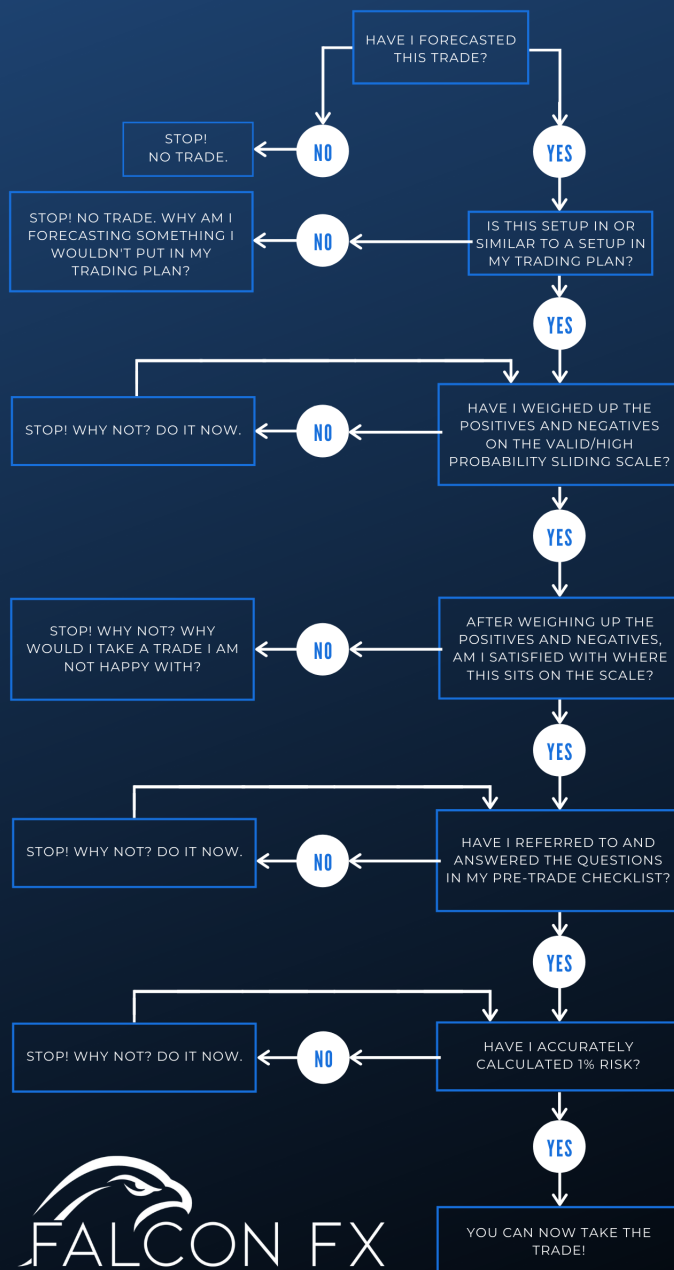 HAVE I FORECASTED
THIS TRADE?
NO
YES
STOP!
NO TRADE.
IS THIS SETUP IN OR
SIMILAR TO A SETUP IN
MY TRADING PLAN?
NO
STOP! NO TRADE. WHY AM I
FORECASTING SOMETHING I
WOULDN'T PUT IN MY
TRADING PLAN?
YES
HAVE I WEIGHED UP THE
POSITIVES AND NEGATIVES
ON THE VALID/HIGH
PROBABILITY SLIDING SCALE?
NO
STOP! WHY NOT? DO IT NOW.
YES
AFTER WEIGHING UP THE
POSITIVES AND NEGATIVES,
AM I SATISFIED WITH WHERE
THIS SITS ON THE SCALE?
NO
STOP! WHY NOT? WHY
WOULD I TAKE A TRADE I AM
NOT HAPPY WITH?
YES
HAVE I REFERRED TO AND
ANSWERED THE QUESTIONS
IN MY PRE-TRADE CHECKLIST?
NO
STOP! WHY NOT? DO IT NOW.
YES
HAVE I ACCURATELY
CALCULATED 1% RISK?
NO
STOP! WHY NOT? DO IT NOW.
YES
YOU CAN NOW TAKE THE
TRADE!
FALCON FX